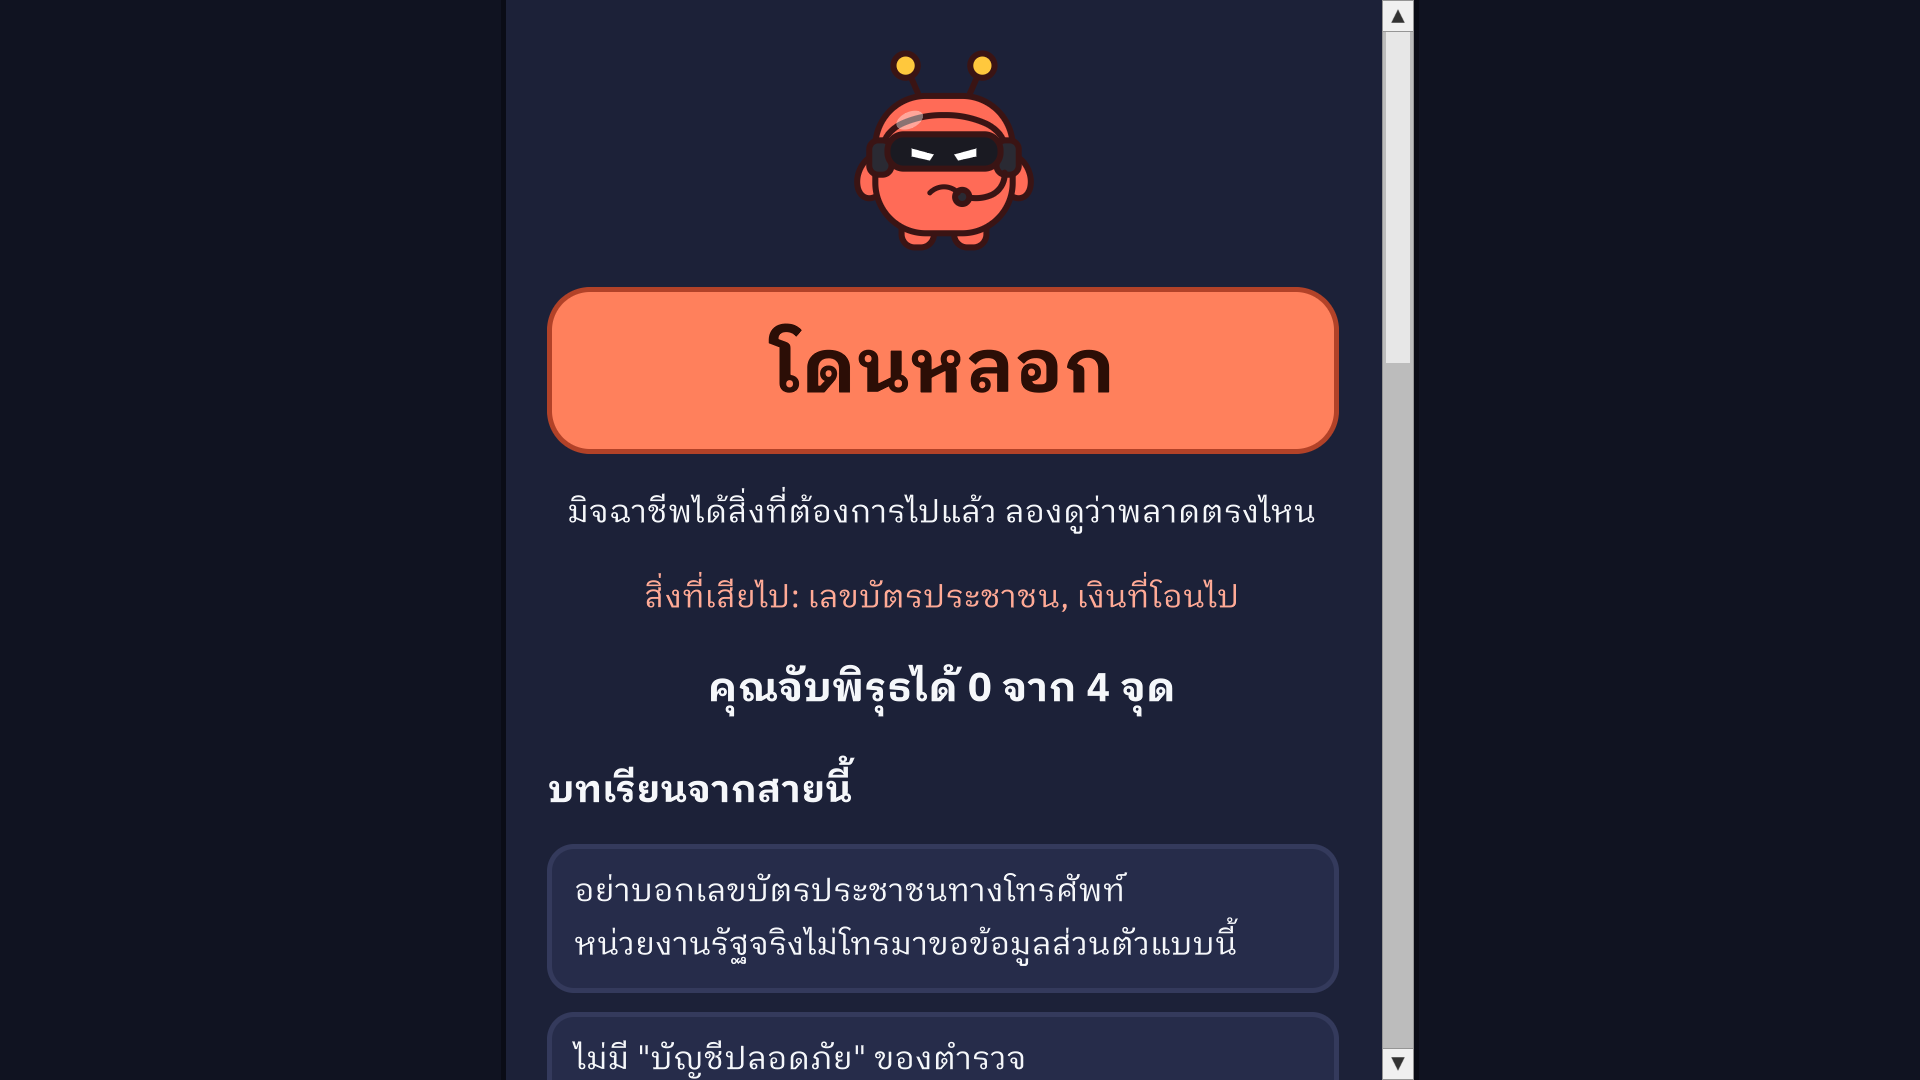 โดนหลอก
มิจฉาชีพได้สิ่งที่ต้องการไปแล้ว ลองดูว่าพลาดตรงไหน
สิ่งที่เสียไป: เลขบัตรประชาชน, เงินที่โอนไป
คุณจับพิรุธได้ 0 จาก 4 จุด
บทเรียนจากสายนี้
อย่าบอกเลขบัตรประชาชนทางโทรศัพท์
หน่วยงานรัฐจริงไม่โทรมาขอข้อมูลส่วนตัวแบบนี้
ไม่มี "บัญชีปลอดภัย" ของตำรวจ